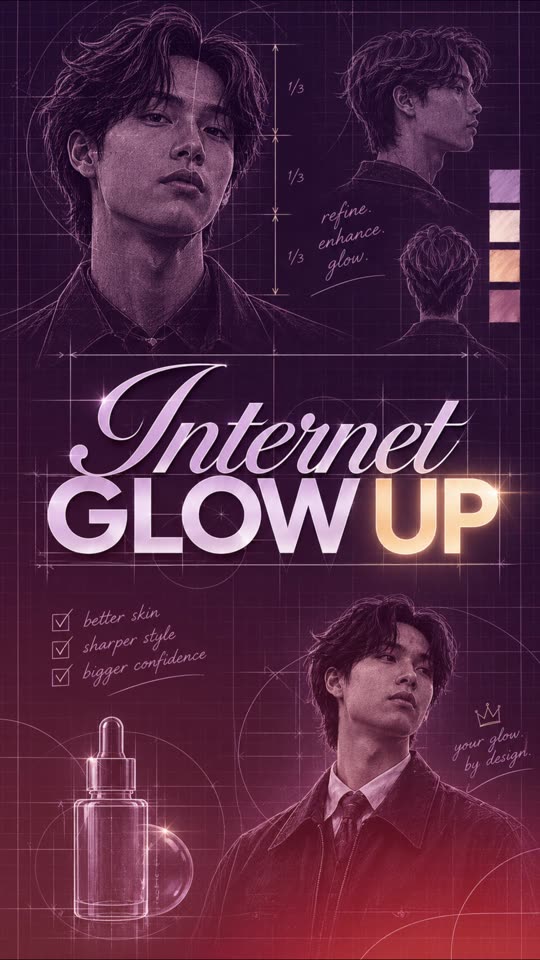 1/3
1/3
1/3
refine.
enhance.
glow.
Internet
GLOW UP
better skin
sharper style
bigger confidence
your glow.
by design.